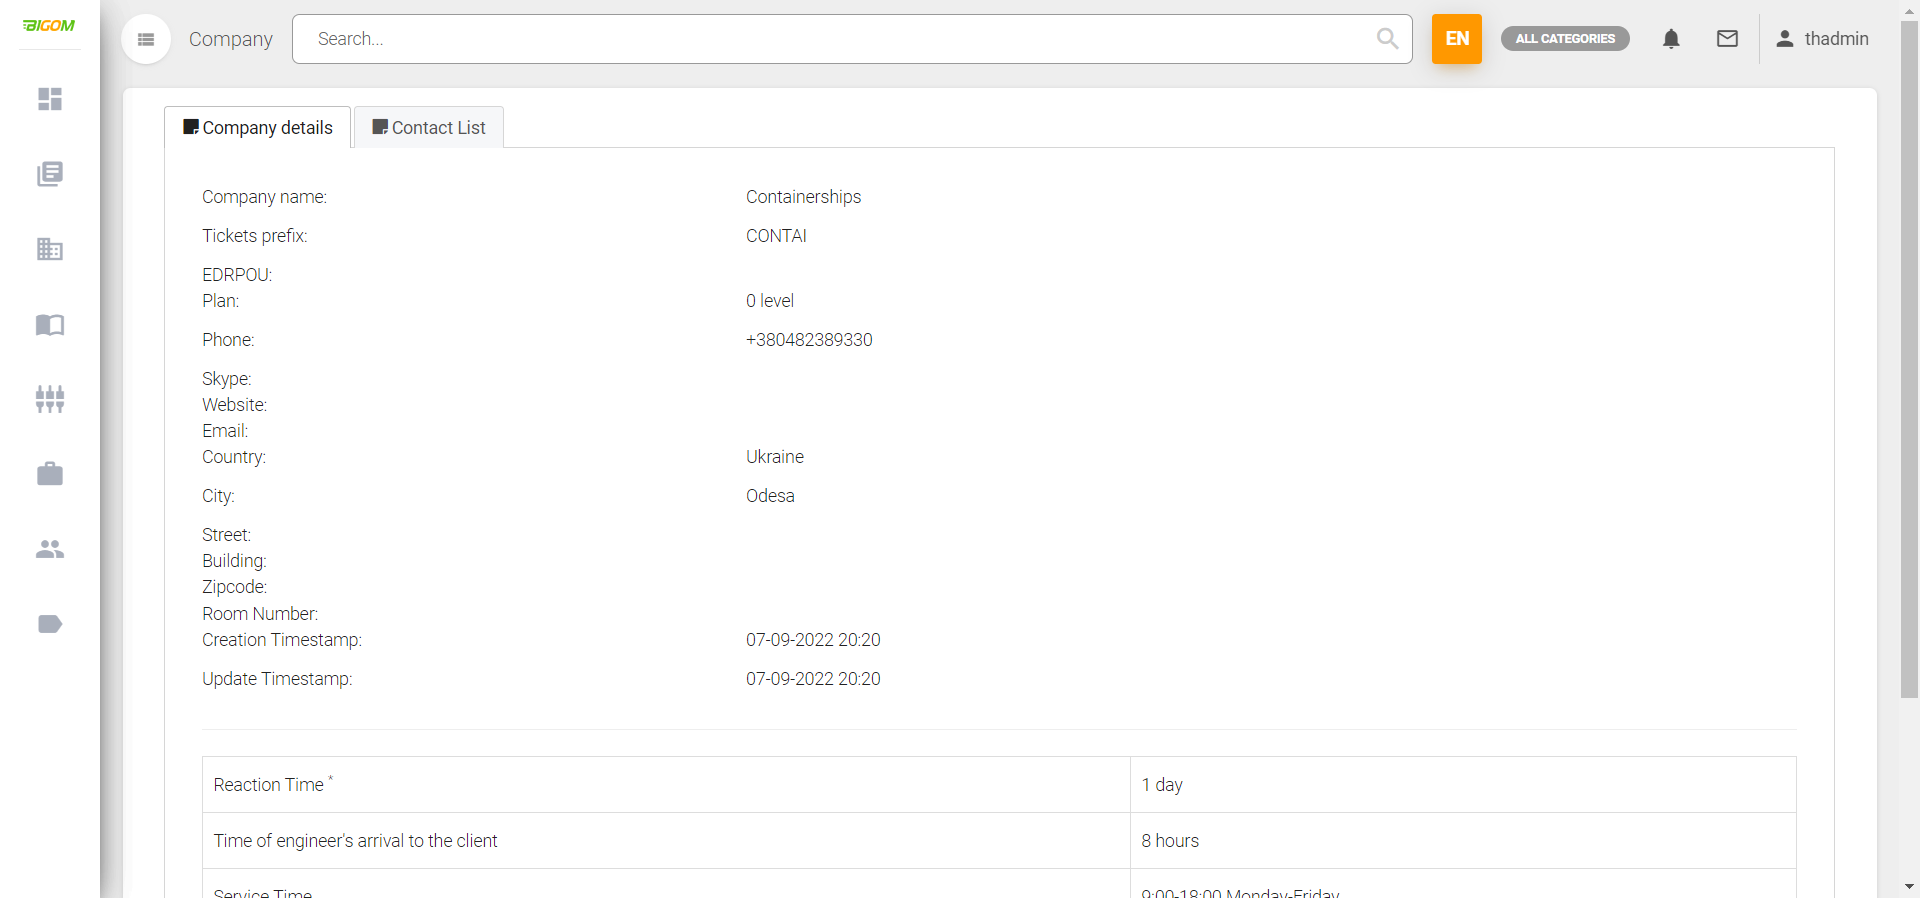 BIGOM
Company
Search...
EN
ALL CATEGORIES
thadmin
Company details
Contact List
Company name: Containerships
Tickets prefix: CONTAI
EDRPOU:
Plan: 0 level
Phone: +380482389330
Skype:
Website:
Email:
Country: Ukraine
City: Odesa
Street:
Building:
Zipcode:
Room Number:
Creation Timestamp: 07-09-2022 20:20
Update Timestamp: 07-09-2022 20:20
Reaction Time * 1 day
Time of engineer's arrival to the client 8 hours
Service Time 9:00-18:00 Monday-Friday